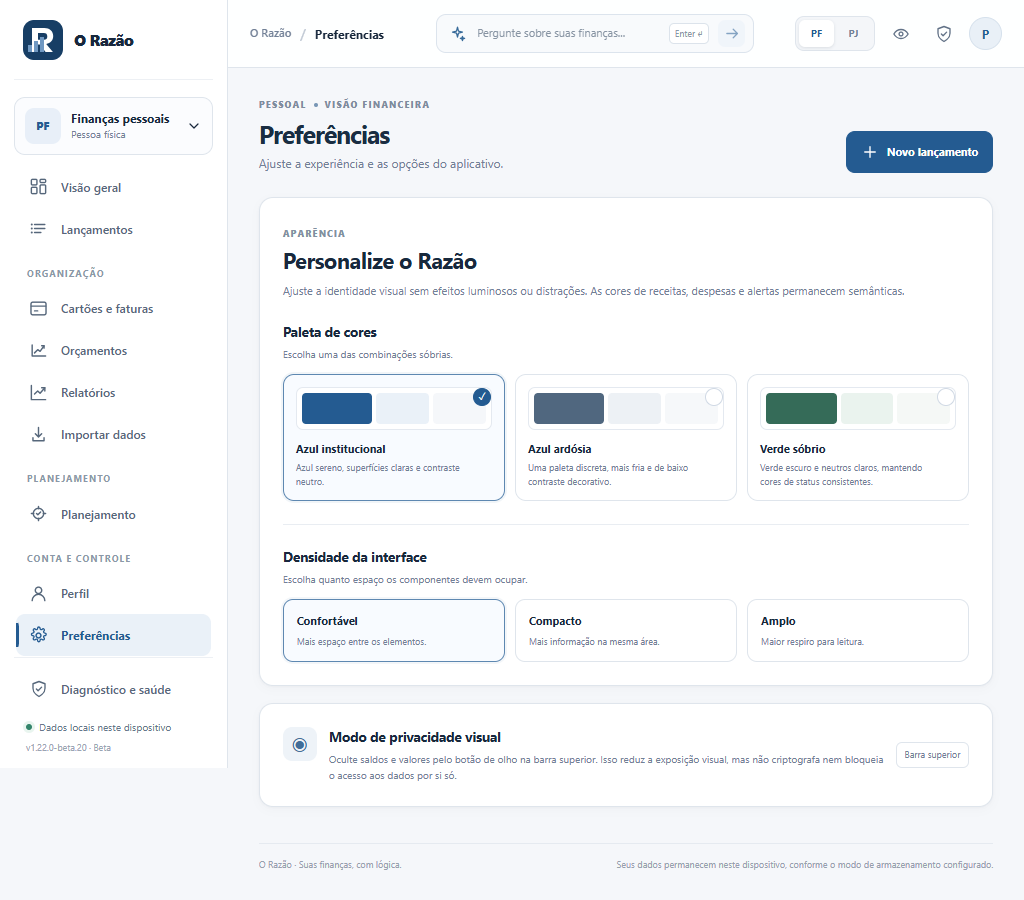 O Razão
PF
Finanças pessoais
Pessoa física
Visão geral
Lançamentos
ORGANIZAÇÃO
Cartões e faturas
Orçamentos
Relatórios
Importar dados
PLANEJAMENTO
Planejamento
CONTA E CONTROLE
Perfil
Preferências
Diagnóstico e saúde
Dados locais neste dispositivo
v1.22.0-beta.20 · Beta
O Razão / Preferências
Pergunte sobre suas finanças...
Enter ↵
PF
PJ
P
PESSOAL • VISÃO FINANCEIRA
Preferências
Ajuste a experiência e as opções do aplicativo.
Novo lançamento
APARÊNCIA
Personalize o Razão
Ajuste a identidade visual sem efeitos luminosos ou distrações. As cores de receitas, despesas e alertas permanecem semânticas.
Paleta de cores
Escolha uma das combinações sóbrias.
Azul institucional
Azul sereno, superfícies claras e contraste
neutro.
Azul ardósia
Uma paleta discreta, mais fria e de baixo
contraste decorativo.
Verde sóbrio
Verde escuro e neutros claros, mantendo
cores de status consistentes.
Densidade da interface
Escolha quanto espaço os componentes devem ocupar.
Confortável
Mais espaço entre os elementos.
Compacto
Mais informação na mesma área.
Amplo
Maior respiro para leitura.
Modo de privacidade visual
Oculte saldos e valores pelo botão de olho na barra superior. Isso reduz a exposição visual, mas não criptografa nem bloqueia
o acesso aos dados por si só.
Barra superior
O Razão · Suas finanças, com lógica.
Seus dados permanecem neste dispositivo, conforme o modo de armazenamento configurado.